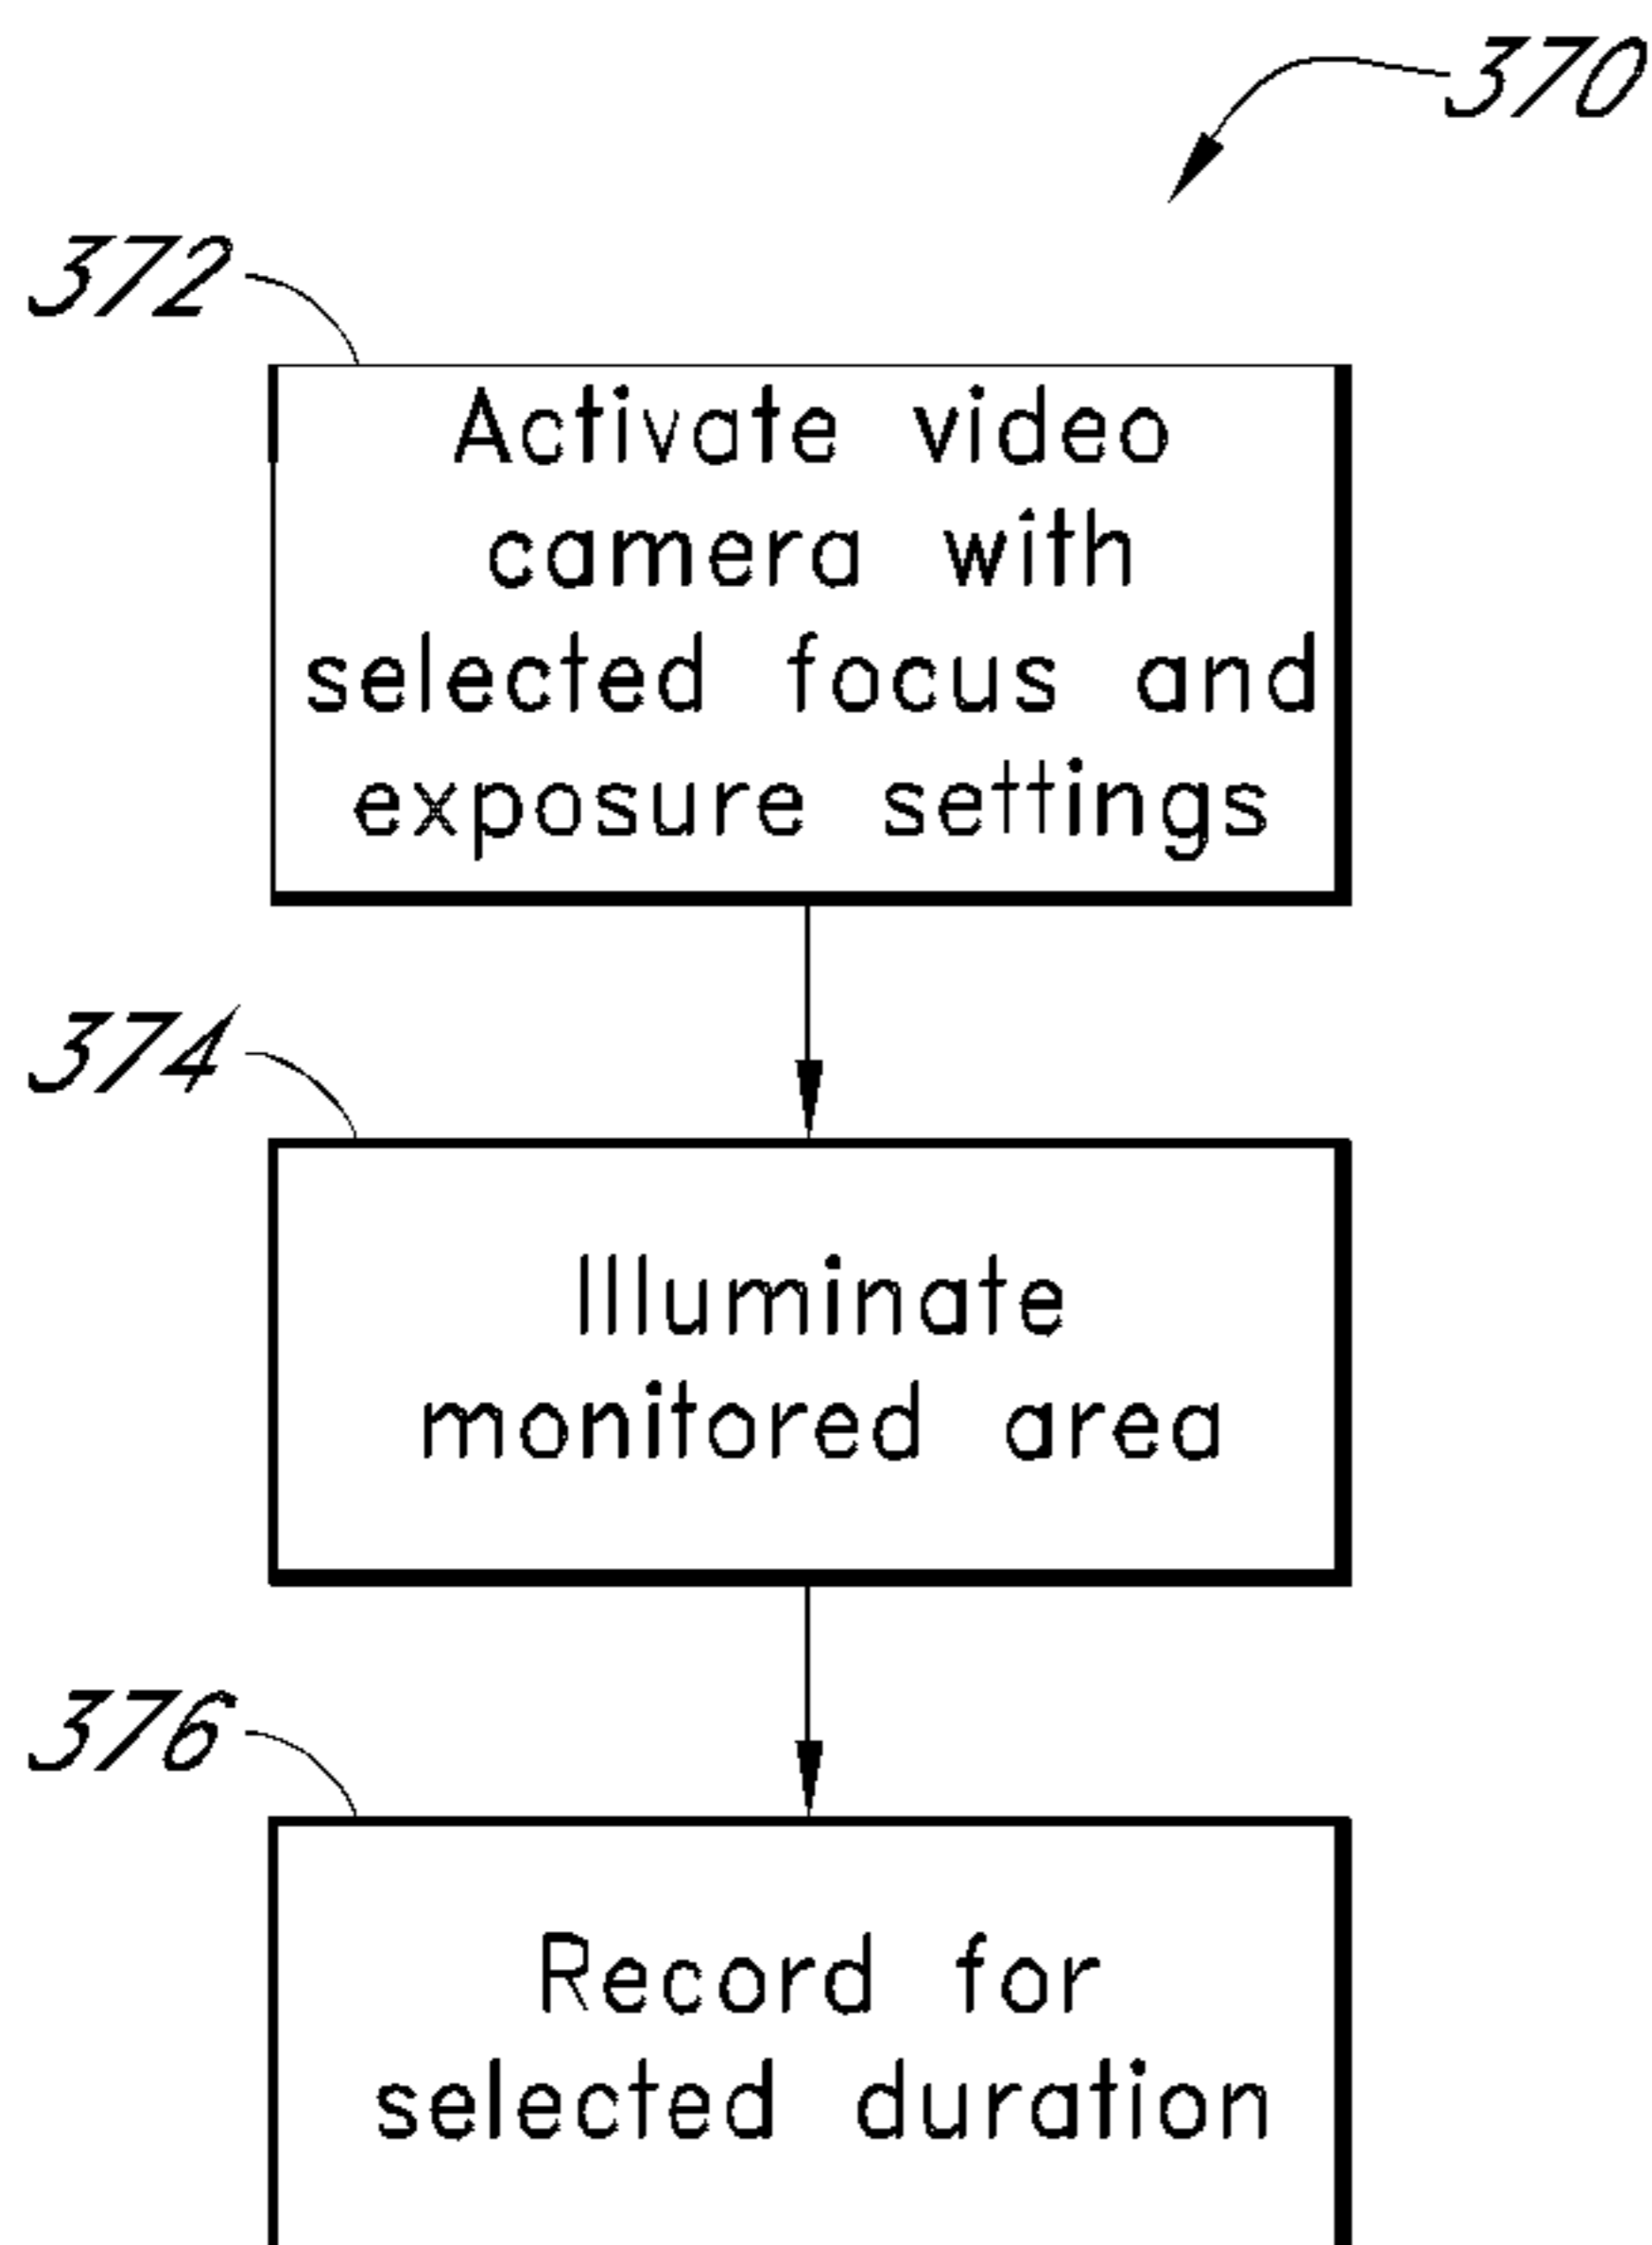 370
372
Activate video
camera with
selected focus and
exposure settings
374
Illuminate
monitored area
376
Record for
selected duration